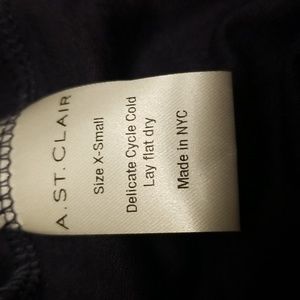 A.ST.CLAIR
Size X-Small
Delicate Cycle Cold
Lay flat dry
Made in NYC